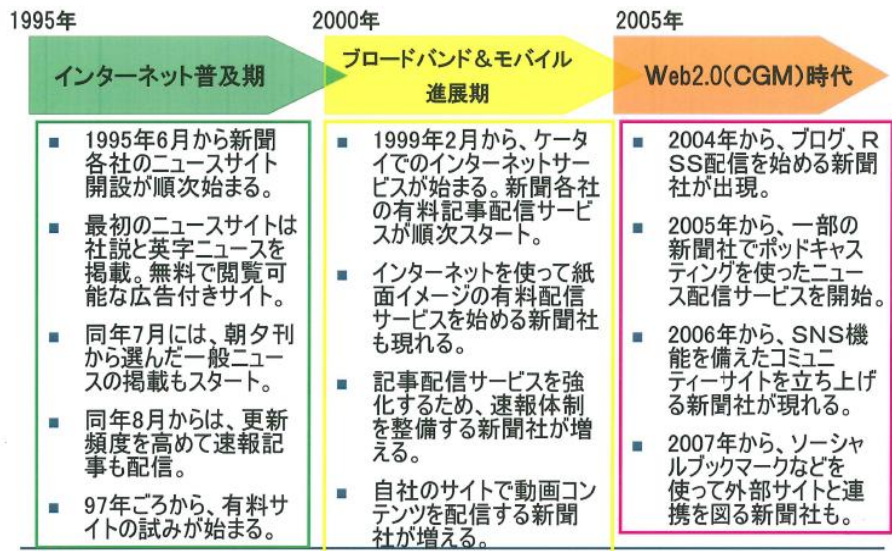 1995年
2000年
2005年
インターネット普及期
ブロードバンド＆モバイル
進展期
Web2.0(CGM)時代
■ 1995年6月から新聞
各社のニュースサイト
開設が順次始まる。
■ 最初のニュースサイトは
社説と英字ニュースを
掲載。無料で閲覧可
能な広告付きサイト。
■ 同年7月には、朝夕刊
から選んだ一般ニュー
スの掲載もスタート。
■ 同年8月からは、更新
頻度を高めて速報記
事も配信。
■ 97年ごろから、有料サ
イトの試みが始まる。
■ 1999年2月から、ケータ
イでのインターネットサー
ビスが始まる。新聞各社
の有料記事配信サービ
スが順次スタート。
■ インターネットを使って紙
面イメージの有料配信
サービスを始める新聞社
も現れる。
■ 記事配信サービスを強
化するため、速報体制
を整備する新聞社が増
える。
■ 自社のサイトで動画コン
テンツを配信する新聞
社が増える。
■ 2004年から、ブログ、R
SS配信を始める新聞
社が出現。
■ 2005年から、一部の
新聞社でポッドキャス
ティングを使ったニュー
ス配信サービスを開始。
■ 2006年から、SNS機
能を備えたコミュニ
ティーサイトを立ち上げ
る新聞社が現れる。
■ 2007年から、ソーシャ
ルブックマークなどを
使って外部サイトと連
携を図る新聞社も。